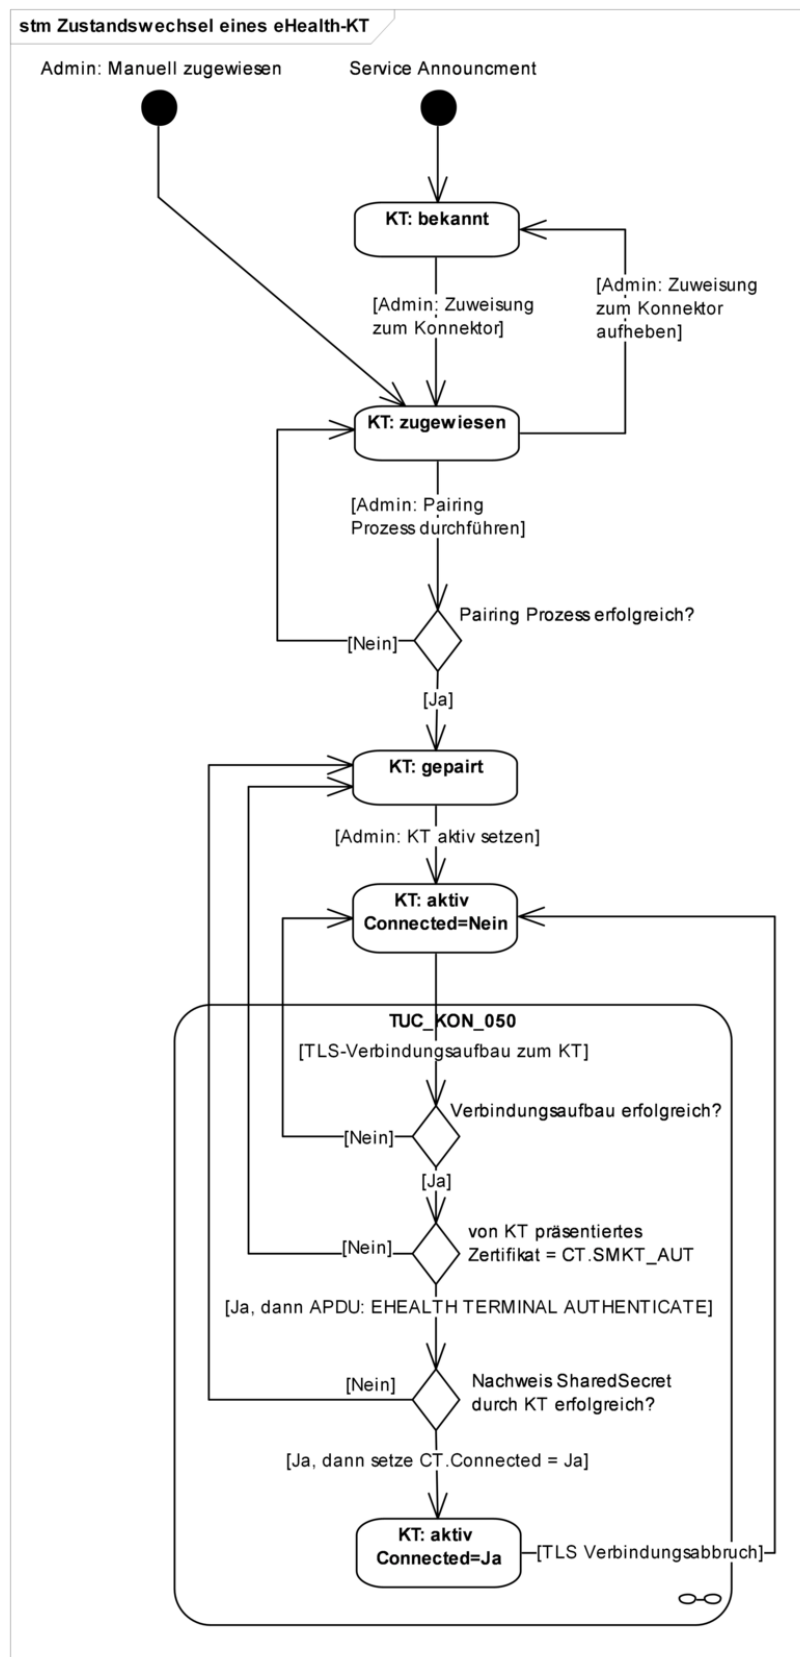 stm Zustandswechsel eines eHealth-KT
Admin: Manuell zugewiesen
Service Announcment
KT: bekannt
[Admin: Zuweisung
zum Konnektor]
[Admin: Zuweisung
zum Konnektor
aufheben]
KT: zugewiesen
[Admin: Pairing
Prozess durchführen]
Pairing Prozess erfolgreich?
[Nein]
[Ja]
KT: gepairt
[Admin: KT aktiv setzen]
KT: aktiv
Connected=Nein
TUC_KON_050
[TLS-Verbindungsaufbau zum KT]
Verbindungsaufbau erfolgreich?
[Nein]
[Ja]
von KT präsentiertes
Zertifikat = CT.SMKT_AUT
[Nein]
[Ja, dann APDU: EHEALTH TERMINAL AUTHENTICATE]
Nachweis SharedSecret
durch KT erfolgreich?
[Nein]
[Ja, dann setze CT.Connected = Ja]
KT: aktiv
Connected=Ja
[TLS Verbindungsabbruch]